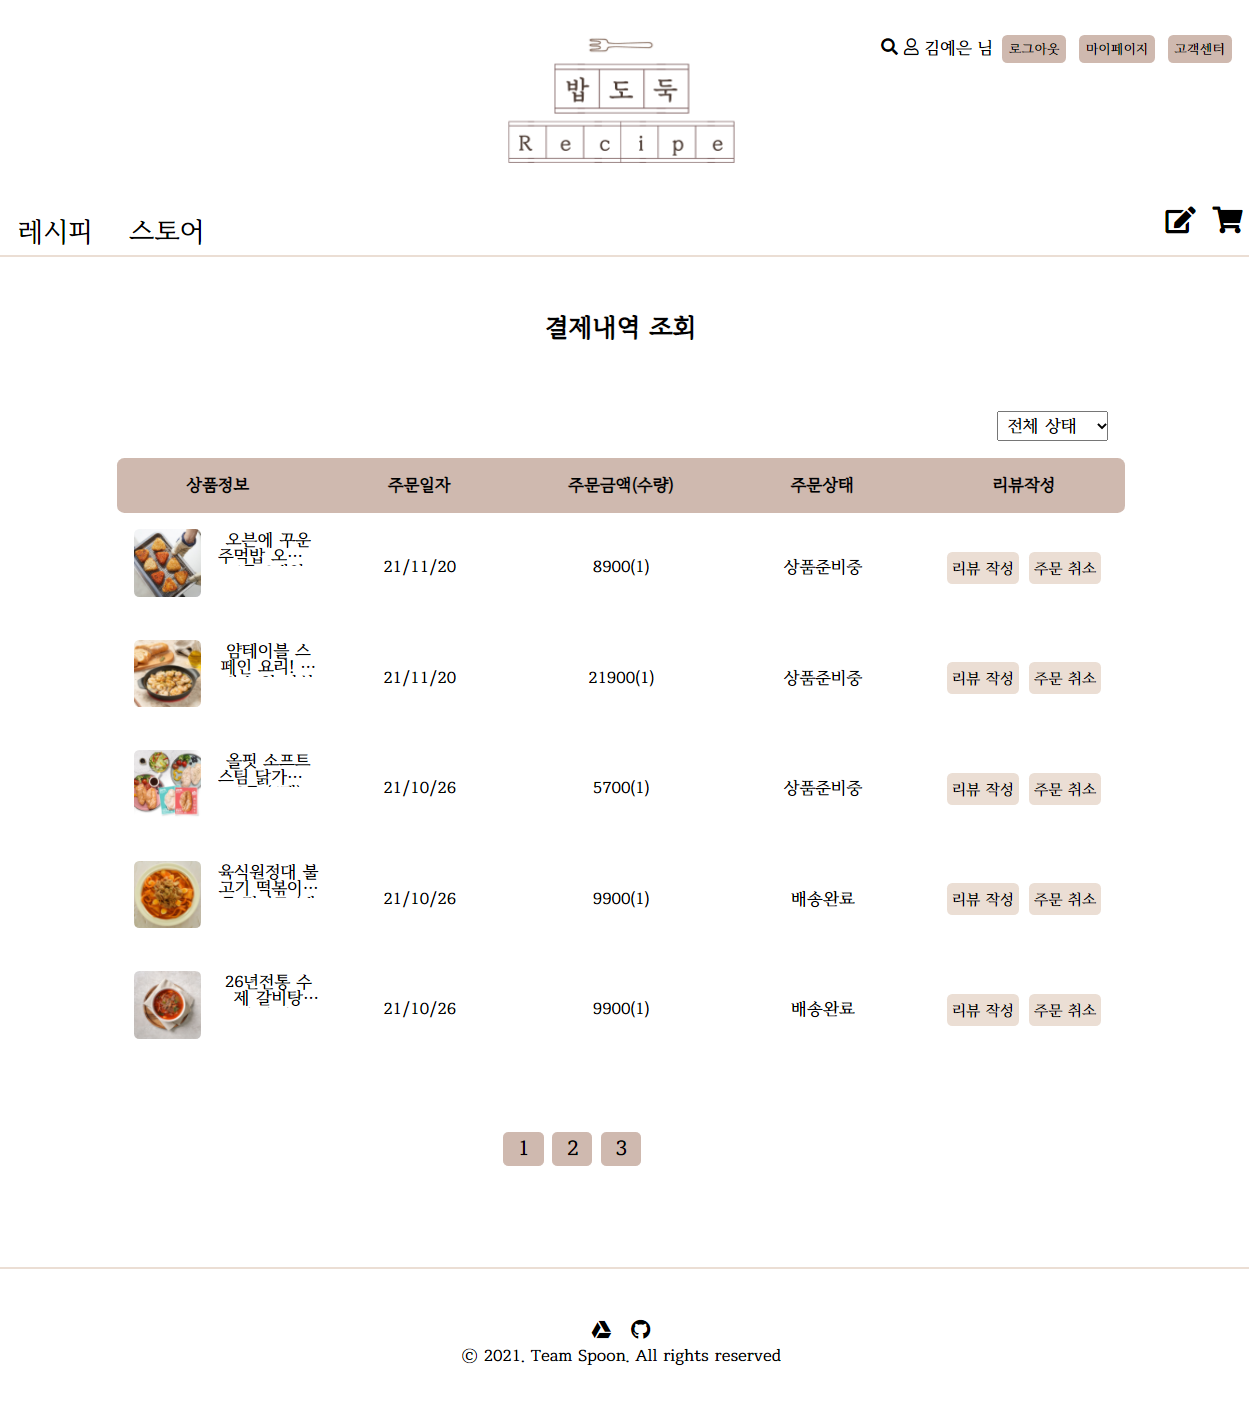 김예은 님 로그아웃 마이페이지 고객센터
밥도둑
Recipe
레시피 스토어
결제내역 조회
전체 상태
상품정보 주문일자 주문금액(수량) 주문상태 리뷰작성
오븐에 꾸운
주먹밥 오…
21/11/20 8900(1) 상품준비중 리뷰 작성 주문 취소
얌테이블 스
페인 요리! …
21/11/20 21900(1) 상품준비중 리뷰 작성 주문 취소
올핏 소프트
스팀 닭가…
21/10/26 5700(1) 상품준비중 리뷰 작성 주문 취소
육식원정대 불
고기 떡볶이…
21/10/26 9900(1) 배송완료 리뷰 작성 주문 취소
26년전통 수
제 갈비탕…
21/10/26 9900(1) 배송완료 리뷰 작성 주문 취소
1 2 3
ⓒ 2021. Team Spoon. All rights reserved